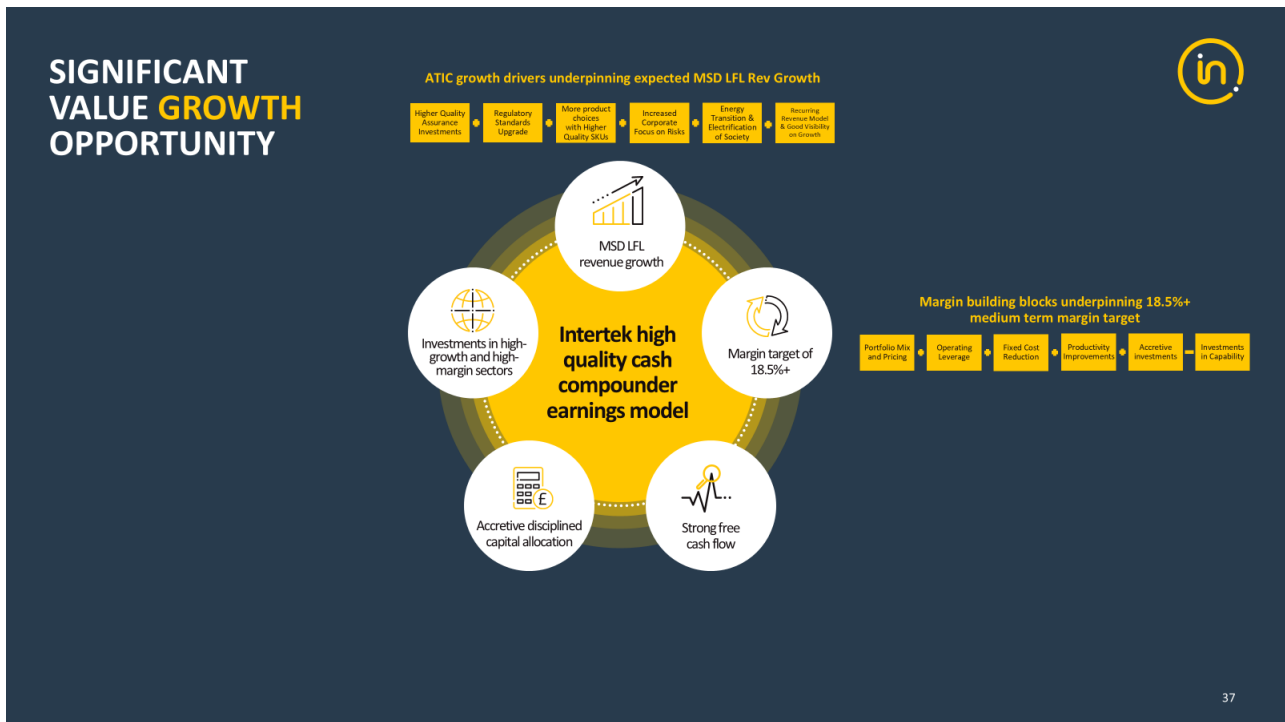 SIGNIFICANT
VALUE GROWTH
OPPORTUNITY
in
ATIC growth drivers underpinning expected MSD LFL Rev Growth
Higher Quality
Assurance
Investments
Regulatory
Standards
Upgrade
More product
choices
with Higher
Quality SKUs
Increased
Corporate
Focus on Risks
Energy
Transition &
Electrification
of Society
Recurring
Revenue Model
& Good Visibility
on Growth
MSD LFL
revenue growth
Investments in high-
growth and high-
margin sectors
Intertek high
quality cash
compounder
earnings model
Margin target of
18.5%+
Margin building blocks underpinning 18.5%+
medium term margin target
Portfolio Mix
and Pricing
Operating
Leverage
Fixed Cost
Reduction
Productivity
Improvements
Accretive
investments
Investments
in Capability
£
Accretive disciplined
capital allocation
Strong free
cash flow
37